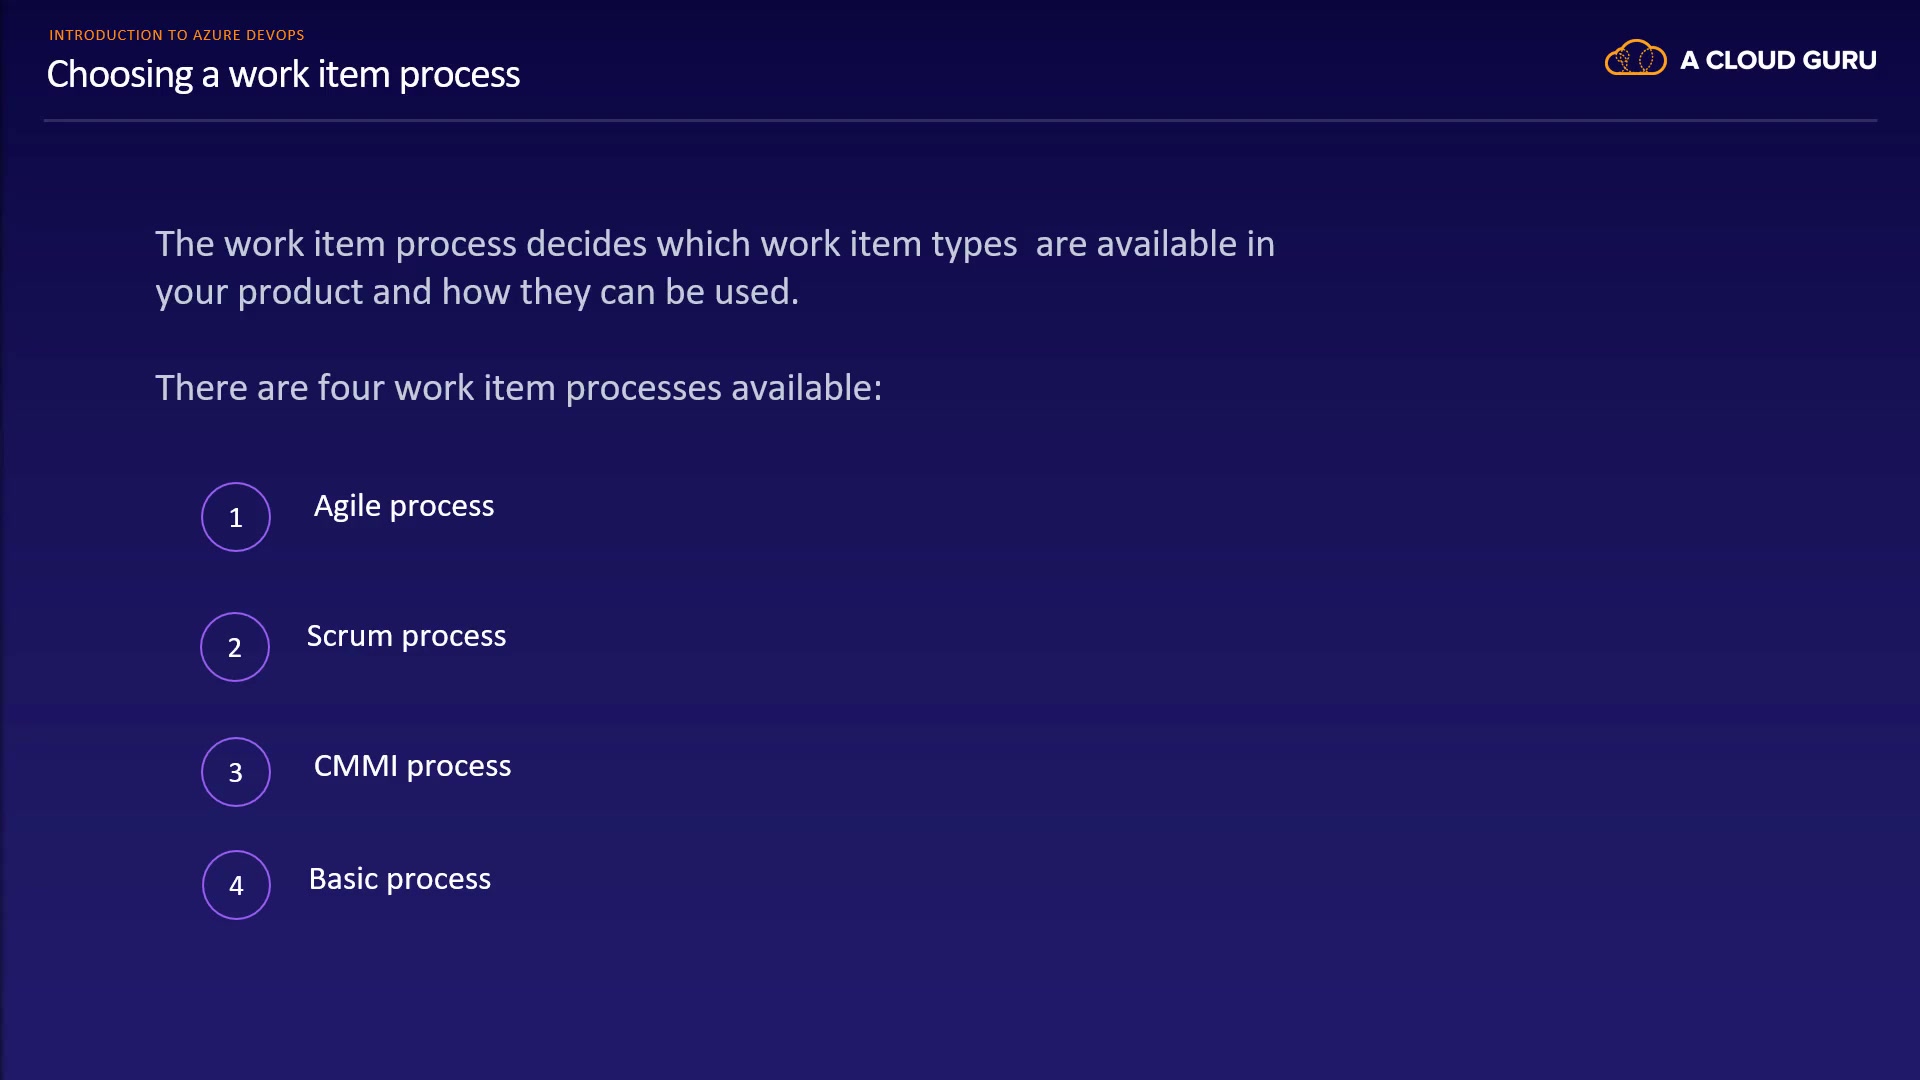 INTRODUCTION TO AZURE DEVOPS
Choosing a work item process
A CLOUD GURU
The work item process decides which work item types  are available in
your product and how they can be used.
There are four work item processes available:
1 Agile process
2 Scrum process
3 CMMI process
4 Basic process